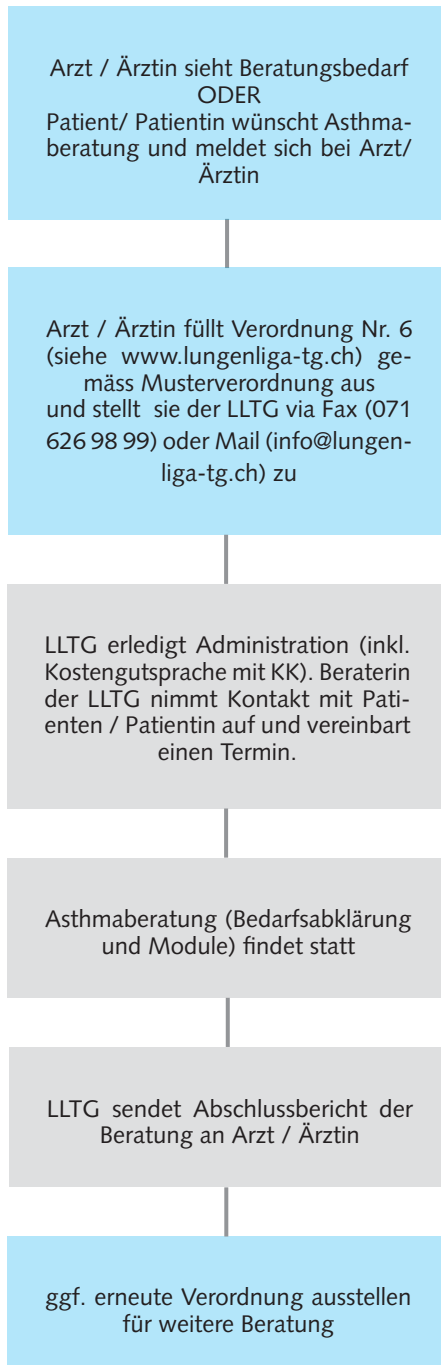 Arzt / Ärztin sieht Beratungsbedarf
ODER
Patient/ Patientin wünscht Asthma-
beratung und meldet sich bei Arzt/
Ärztin
Arzt / Ärztin füllt Verordnung Nr. 6
(siehe www.lungenliga-tg.ch) ge-
mäss Musterverordnung aus
und stellt sie der LLTG via Fax (071
626 98 99) oder Mail (info@lungen-
liga-tg.ch) zu
LLTG erledigt Administration (inkl.
Kostengutsprache mit KK). Beraterin
der LLTG nimmt Kontakt mit Pati-
enten / Patientin auf und vereinbart
einen Termin.
Asthmaberatung (Bedarfsabklärung
und Module) findet statt
LLTG sendet Abschlussbericht der
Beratung an Arzt / Ärztin
ggf. erneute Verordnung ausstellen
für weitere Beratung